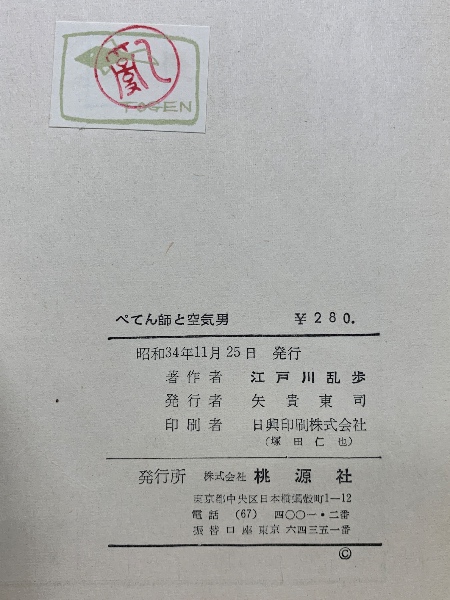 TOGEN
ぺてん師と空気男 ￥280.
昭和34年11月25日 発行
著作者 江戸川乱歩
発行者 矢貴東司
印刷者 日興印刷株式会社
（塚田仁也）
発行所 株式会社 桃源社
東京都中央区日本橋蠣殻町1―12
電話 (67) 四〇〇一・二番
振替口座東京 六四三五一番
©